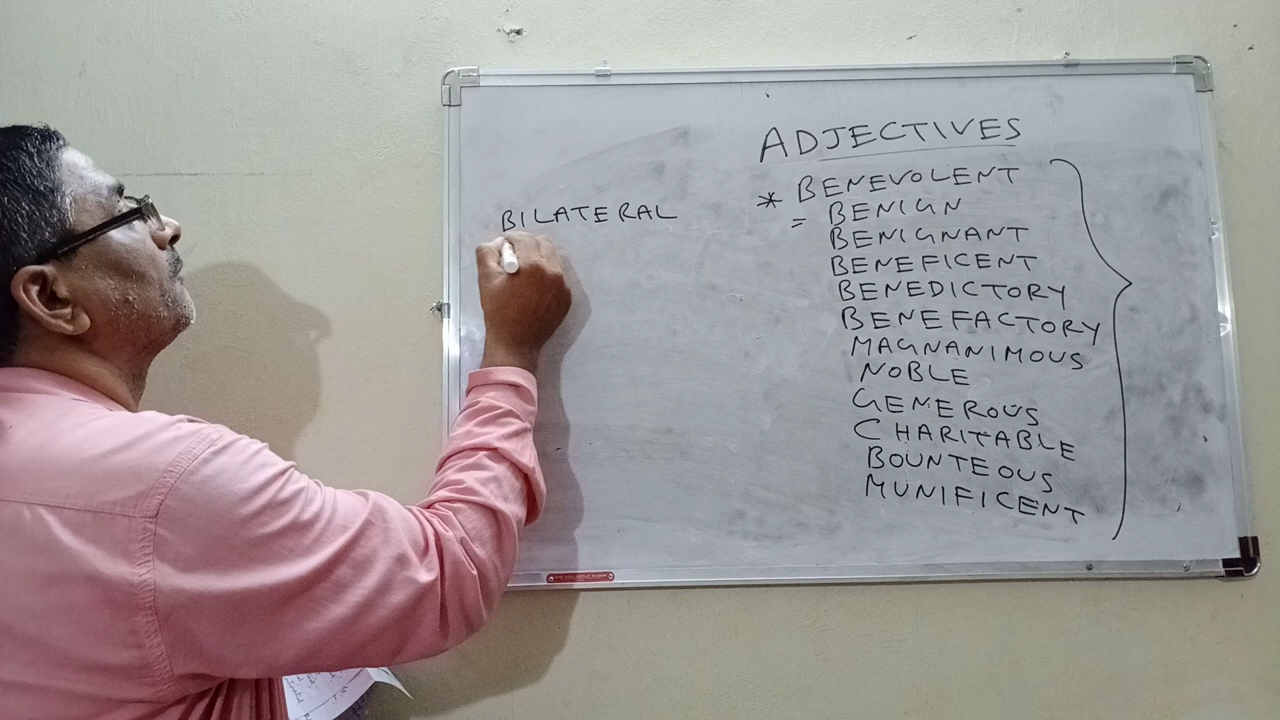 ADJECTIVES
* BENEVOLENT
= BENIGN
BENIGNANT
BENEFICENT
BENEDICTORY
BENEFACTORY
MAGNANIMOUS
NOBLE
GENEROUS
CHARITABLE
BOUNTEOUS
MUNIFICENT
BILATERAL